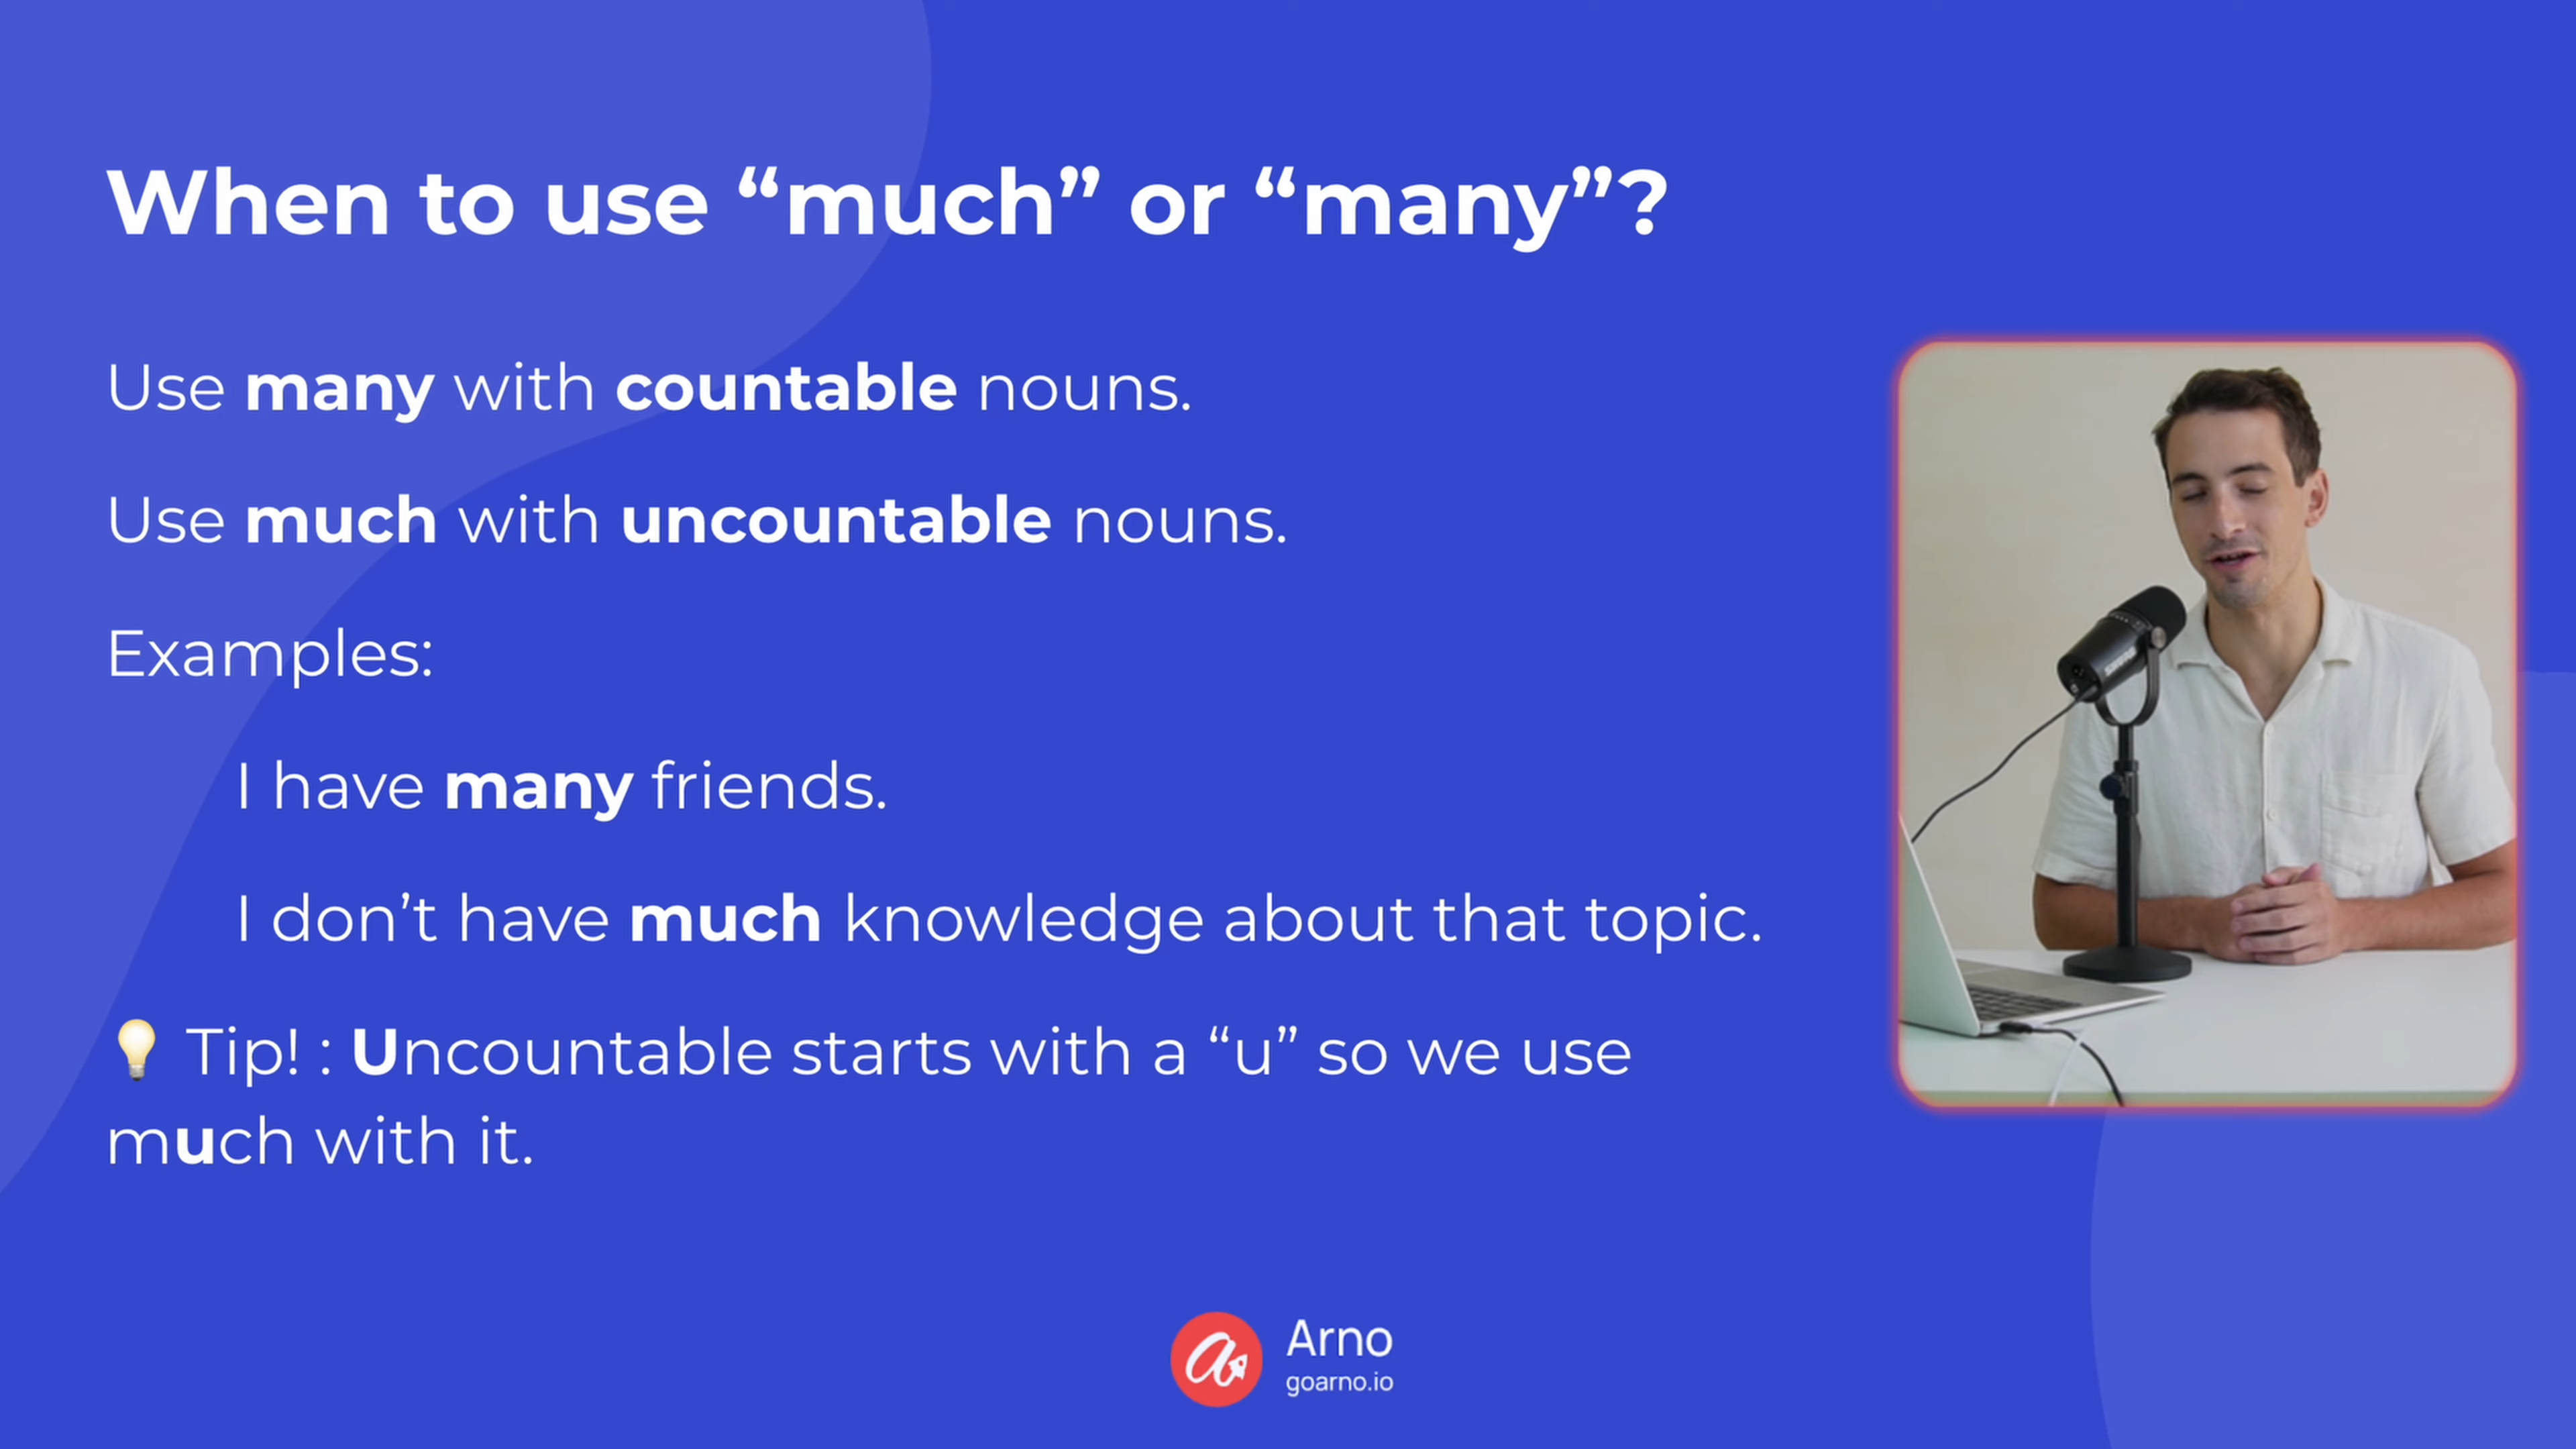 When to use “much” or “many”?
Use many with countable nouns.
Use much with uncountable nouns.
Examples:
I have many friends.
I don’t have much knowledge about that topic.
💡 Tip! : Uncountable starts with a “u” so we use
much with it.
Arno
goarno.io